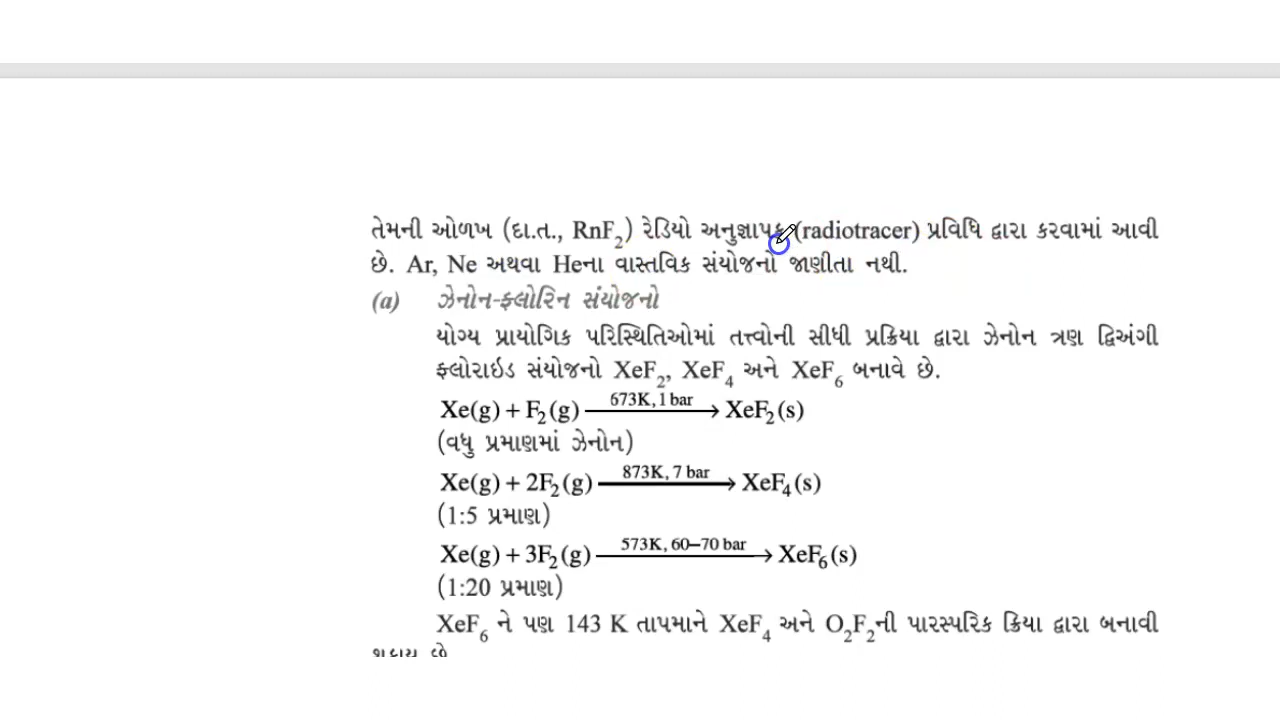 તેમની ઓળખ (દા.ત., RnF₂) રેડિયો અનુજ્ઞાપક (radiotracer) પ્રવિધિ દ્વારા કરવામાં આવી
છે. Ar, Ne અથવા Heના વાસ્તવિક સંયોજનો જાણીતા નથી.
(a) ઝેનોન-ફ્લોરિન સંયોજનો
યોગ્ય પ્રાયોગિક પરિસ્થિતિઓમાં તત્ત્વોની સીધી પ્રક્રિયા દ્વારા ઝેનોન ત્રણ દ્વિઅંગી
ફ્લોરાઇડ સંયોજનો XeF₂, XeF₄ અને XeF₆ બનાવે છે.
Xe(g) + F₂(g) 673K, 1 bar → XeF₂(s)
(વધુ પ્રમાણમાં ઝેનોન)
Xe(g) + 2F₂(g) 873K, 7 bar → XeF₄(s)
(1:5 પ્રમાણ)
Xe(g) + 3F₂(g) 573K, 60–70 bar → XeF₆(s)
(1:20 પ્રમાણ)
XeF₆ ને પણ 143 K તાપમાને XeF₄ અને O₂F₂ની પારસ્પરિક ક્રિયા દ્વારા બનાવી